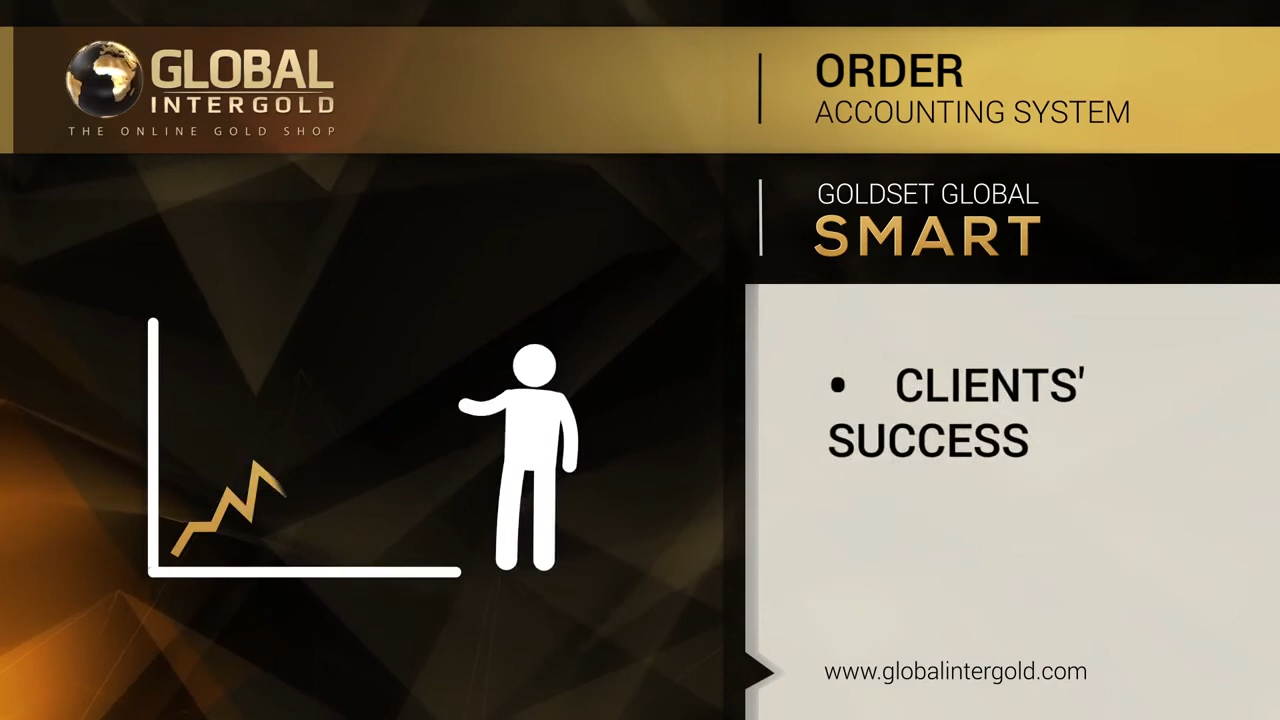 GLOBAL
INTERGOLD
THE ONLINE GOLD SHOP
ORDER
ACCOUNTING SYSTEM
GOLDSET GLOBAL
SMART
• CLIENTS'
SUCCESS
www.globalintergold.com